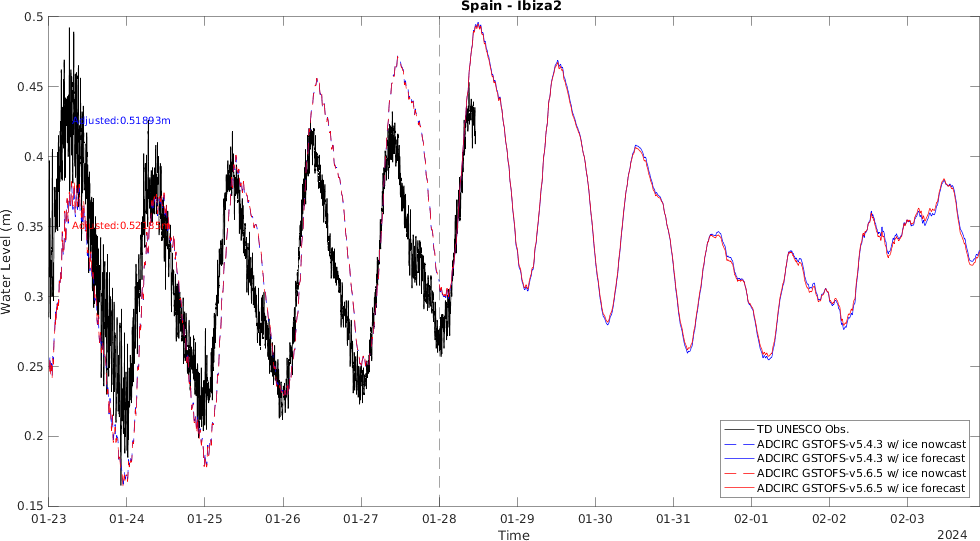 Spain - Ibiza2
0.5
0.45
0.4
0.35
0.3
0.25
0.2
0.15
Water Level (m)
Adjusted:0.51893m
TD UNESCO Obs.
ADCIRC GSTOFS-v5.4.3 w/ ice nowcast
ADCIRC GSTOFS-v5.4.3 w/ ice forecast
ADCIRC GSTOFS-v5.6.5 w/ ice nowcast
ADCIRC GSTOFS-v5.6.5 w/ ice forecast
01-23 01-24 01-25 01-26 01-27 01-28 01-29 01-30 01-31 02-01 02-02 02-03
Time
2024